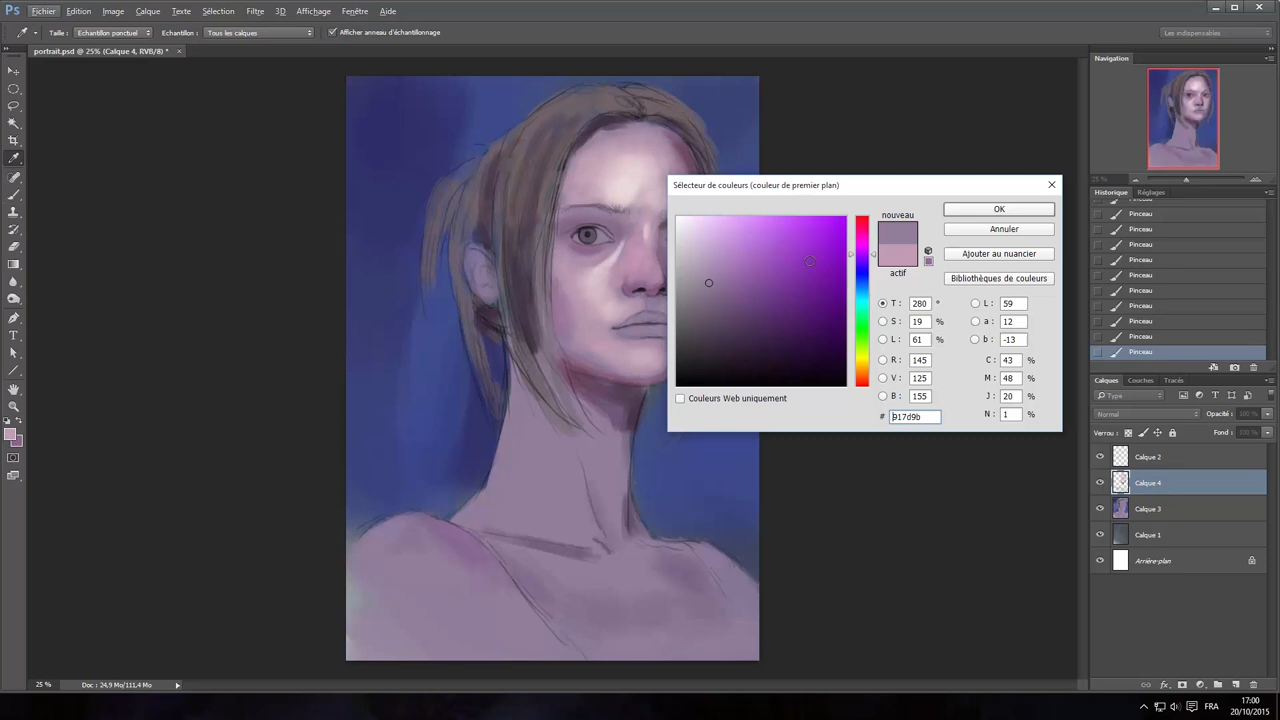 Ps Fichier Edition Image Calque Texte Sélection Filtre 3D Affichage Fenêtre Aide
Taille : Echantillon ponctuel Echantillon : Tous les calques Afficher anneau d'échantillonnage Les indispensables
portrait.psd @ 25% (Calque 4, RVB/8) * ×
Navigation
25 %
Historique Réglages
Pinceau
Pinceau
Pinceau
Pinceau
Pinceau
Pinceau
Pinceau
Pinceau
Pinceau
Pinceau
Calques Couches Tracés
Type
Normal Opacité : 100 %
Verrou : Fond : 100 %
Calque 2
Calque 4
Calque 3
Calque 1
Arrière-plan
Sélecteur de couleurs (couleur de premier plan)
nouveau
actif
OK
Annuler
Ajouter au nuancier
Bibliothèques de couleurs
T : 280 ° L : 59
S : 19 % a : 12
L : 61 % b : -13
R : 145 C : 43 %
V : 125 M : 48 %
B : 155 J : 20 %
# 917d9b N : 1 %
Couleurs Web uniquement
25 % Doc : 24,9 Mo/111,4 Mo
FRA
17:00
20/10/2015